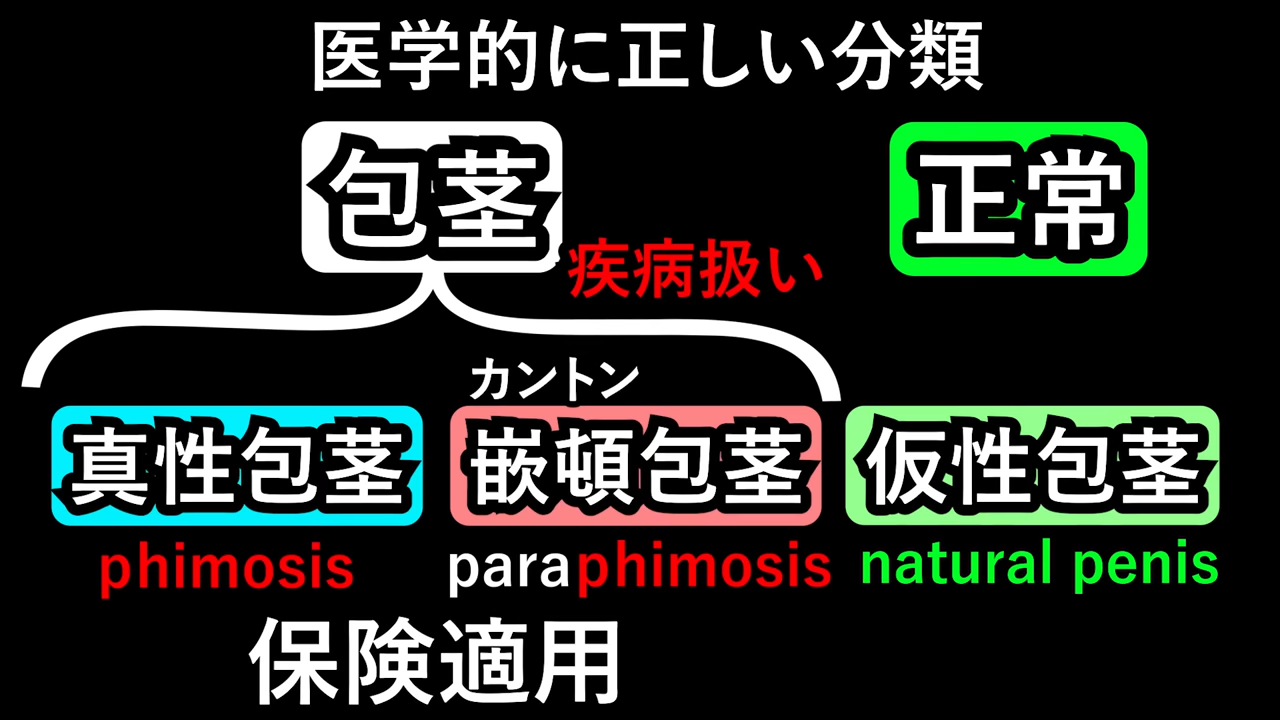 医学的に正しい分類
包茎
正常
疾病扱い
カントン
真性包茎
嵌頓包茎
仮性包茎
phimosis
paraphimosis
natural penis
保険適用